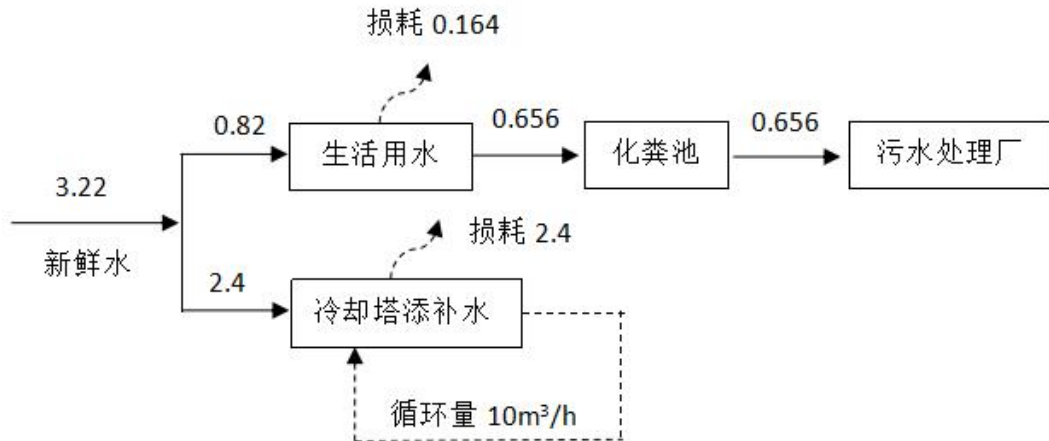 损耗 0.164
0.82
生活用水
0.656
化粪池
0.656
污水处理厂
3.22
新鲜水
损耗 2.4
2.4
冷却塔添补水
循环量 10m³/h